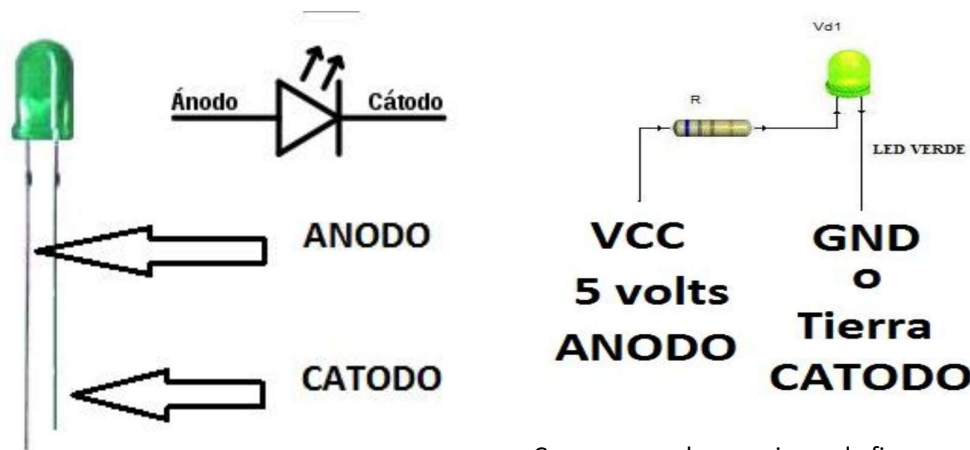 Ánodo
Cátodo
ANODO
CATODO
Vd1
R
LED VERDE
VCC
5 volts
ANODO
GND
o
Tierra
CATODO